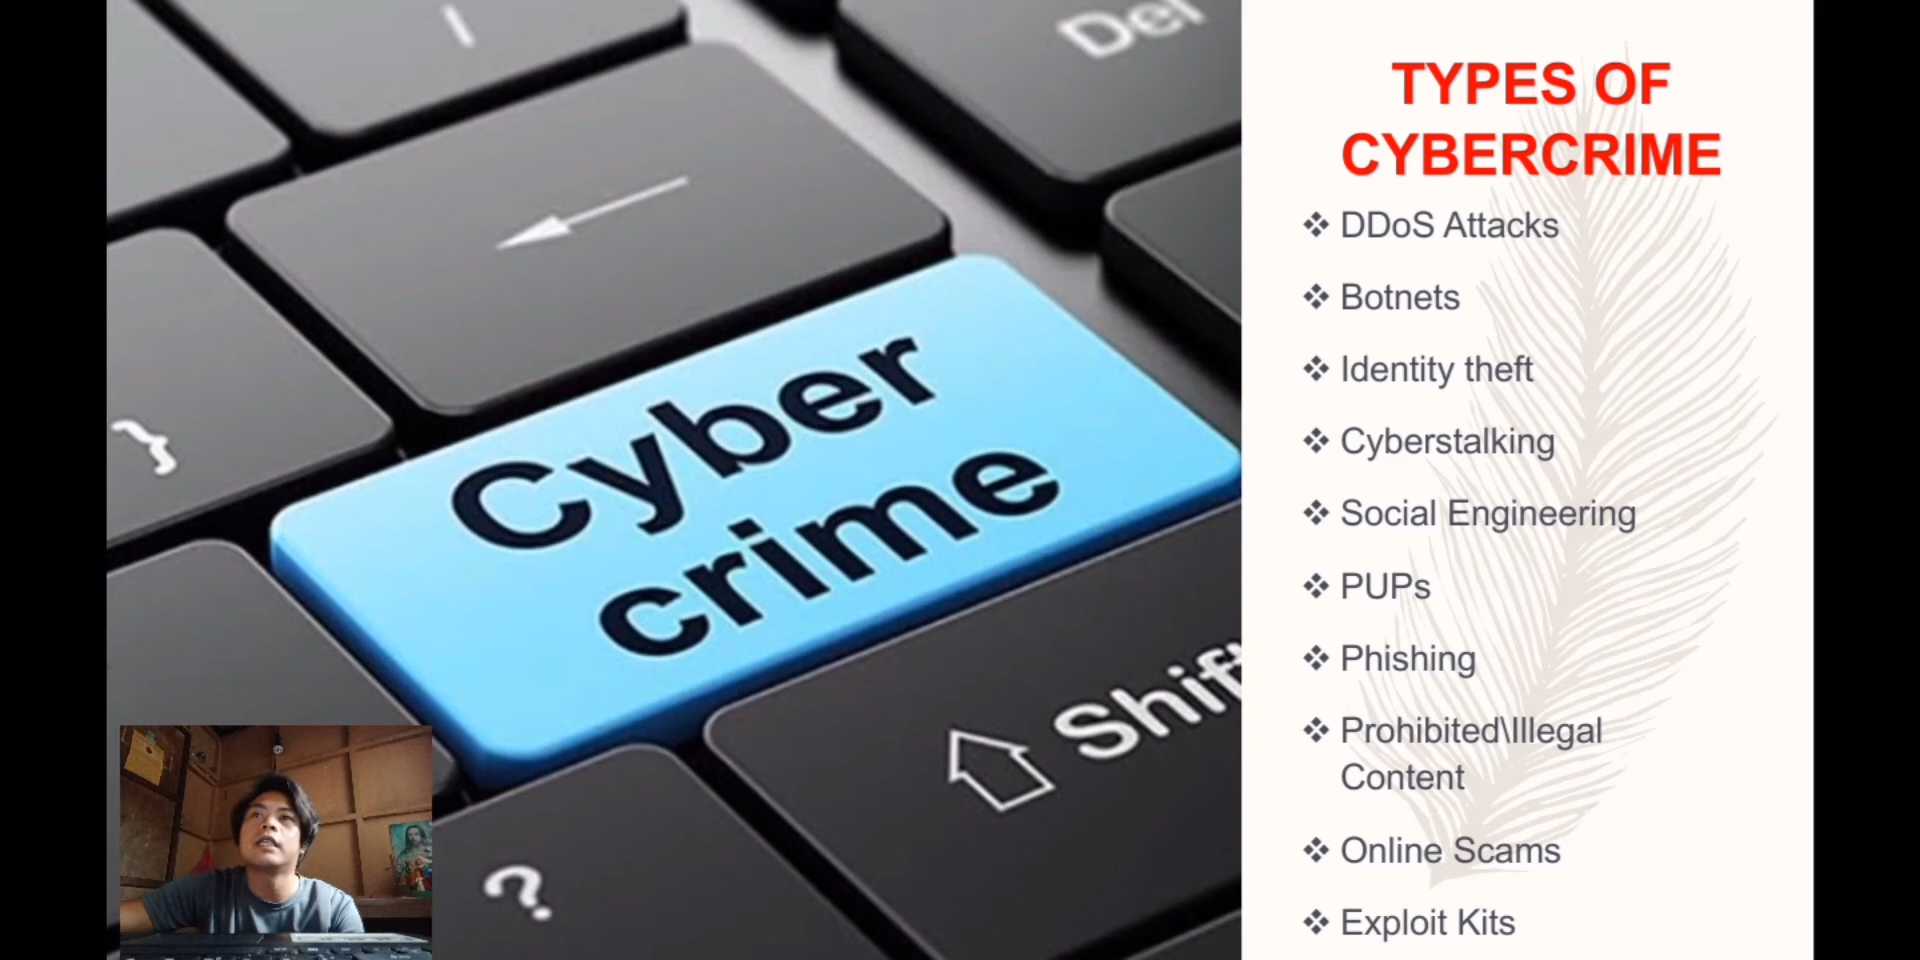 Del
Cyber
crime
Shift
?
}
TYPES OF
CYBERCRIME
❖ DDoS Attacks
❖ Botnets
❖ Identity theft
❖ Cyberstalking
❖ Social Engineering
❖ PUPs
❖ Phishing
❖ Prohibited\Illegal
Content
❖ Online Scams
❖ Exploit Kits